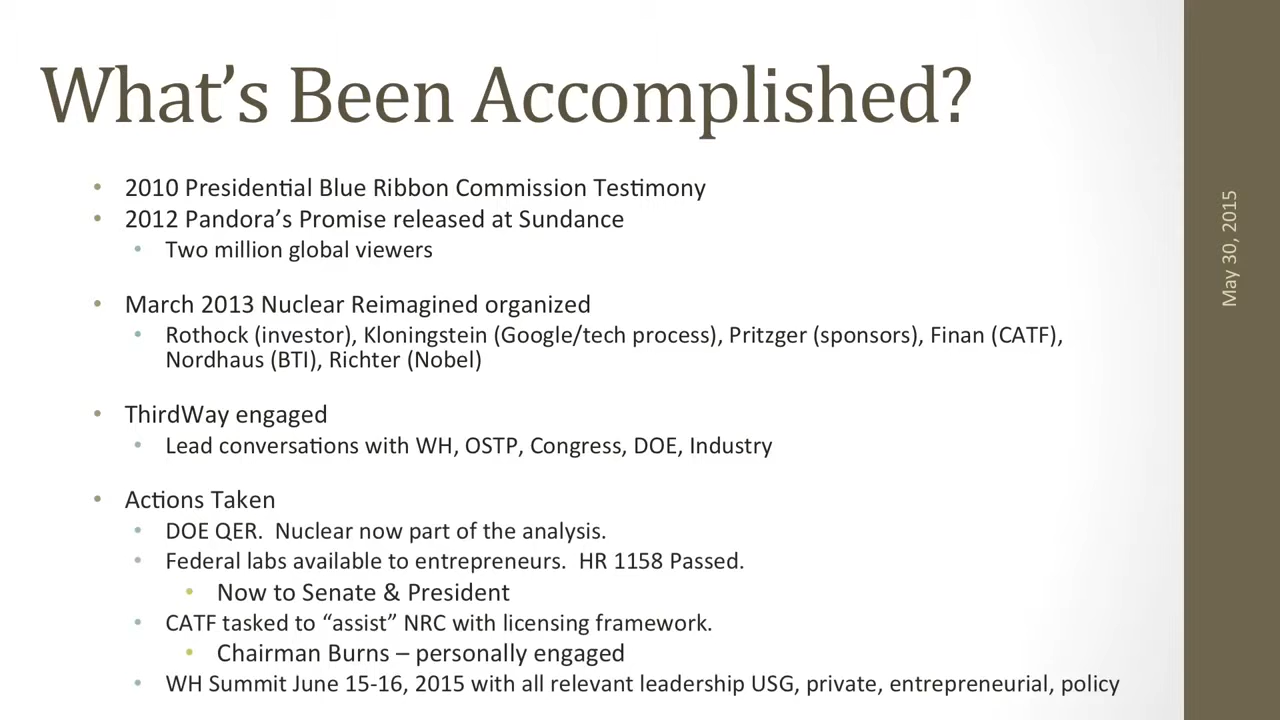 What's Been Accomplished?
• 2010 Presidential Blue Ribbon Commission Testimony
• 2012 Pandora's Promise released at Sundance
• Two million global viewers
• March 2013 Nuclear Reimagined organized
• Rothock (investor), Kloningstein (Google/tech process), Pritzger (sponsors), Finan (CATF),
Nordhaus (BTI), Richter (Nobel)
• ThirdWay engaged
• Lead conversations with WH, OSTP, Congress, DOE, Industry
• Actions Taken
• DOE QER. Nuclear now part of the analysis.
• Federal labs available to entrepreneurs. HR 1158 Passed.
• Now to Senate & President
• CATF tasked to “assist” NRC with licensing framework.
• Chairman Burns – personally engaged
• WH Summit June 15-16, 2015 with all relevant leadership USG, private, entrepreneurial, policy
May 30, 2015